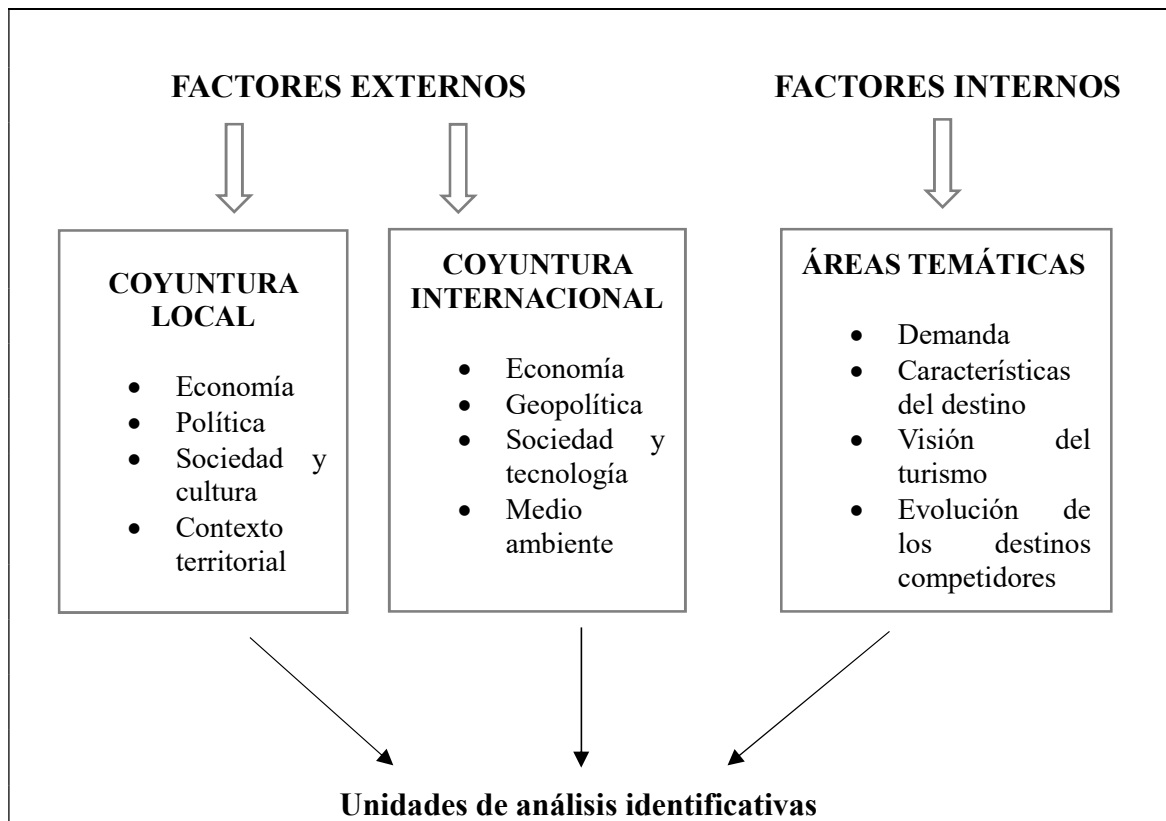 FACTORES EXTERNOS
FACTORES INTERNOS
COYUNTURA
LOCAL
• Economía
• Política
• Sociedad y
cultura
• Contexto
territorial
COYUNTURA
INTERNACIONAL
• Economía
• Geopolítica
• Sociedad y
tecnología
• Medio
ambiente
ÁREAS TEMÁTICAS
• Demanda
• Características
del destino
• Visión del
turismo
• Evolución de
los destinos
competidores
Unidades de análisis identificativas